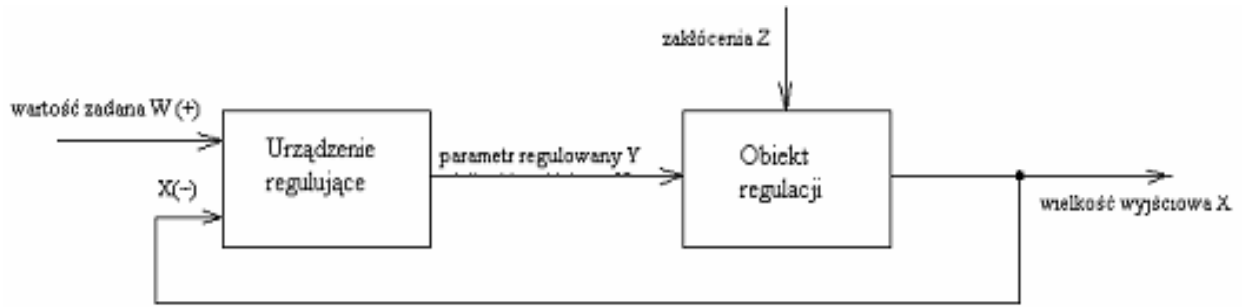 zakłócenia Z
wartość zadana W (+)
Urządzenie
regulujące
parametr regulowany Y
Obiekt
regulacji
X(−)
wielkość wyjściowa X